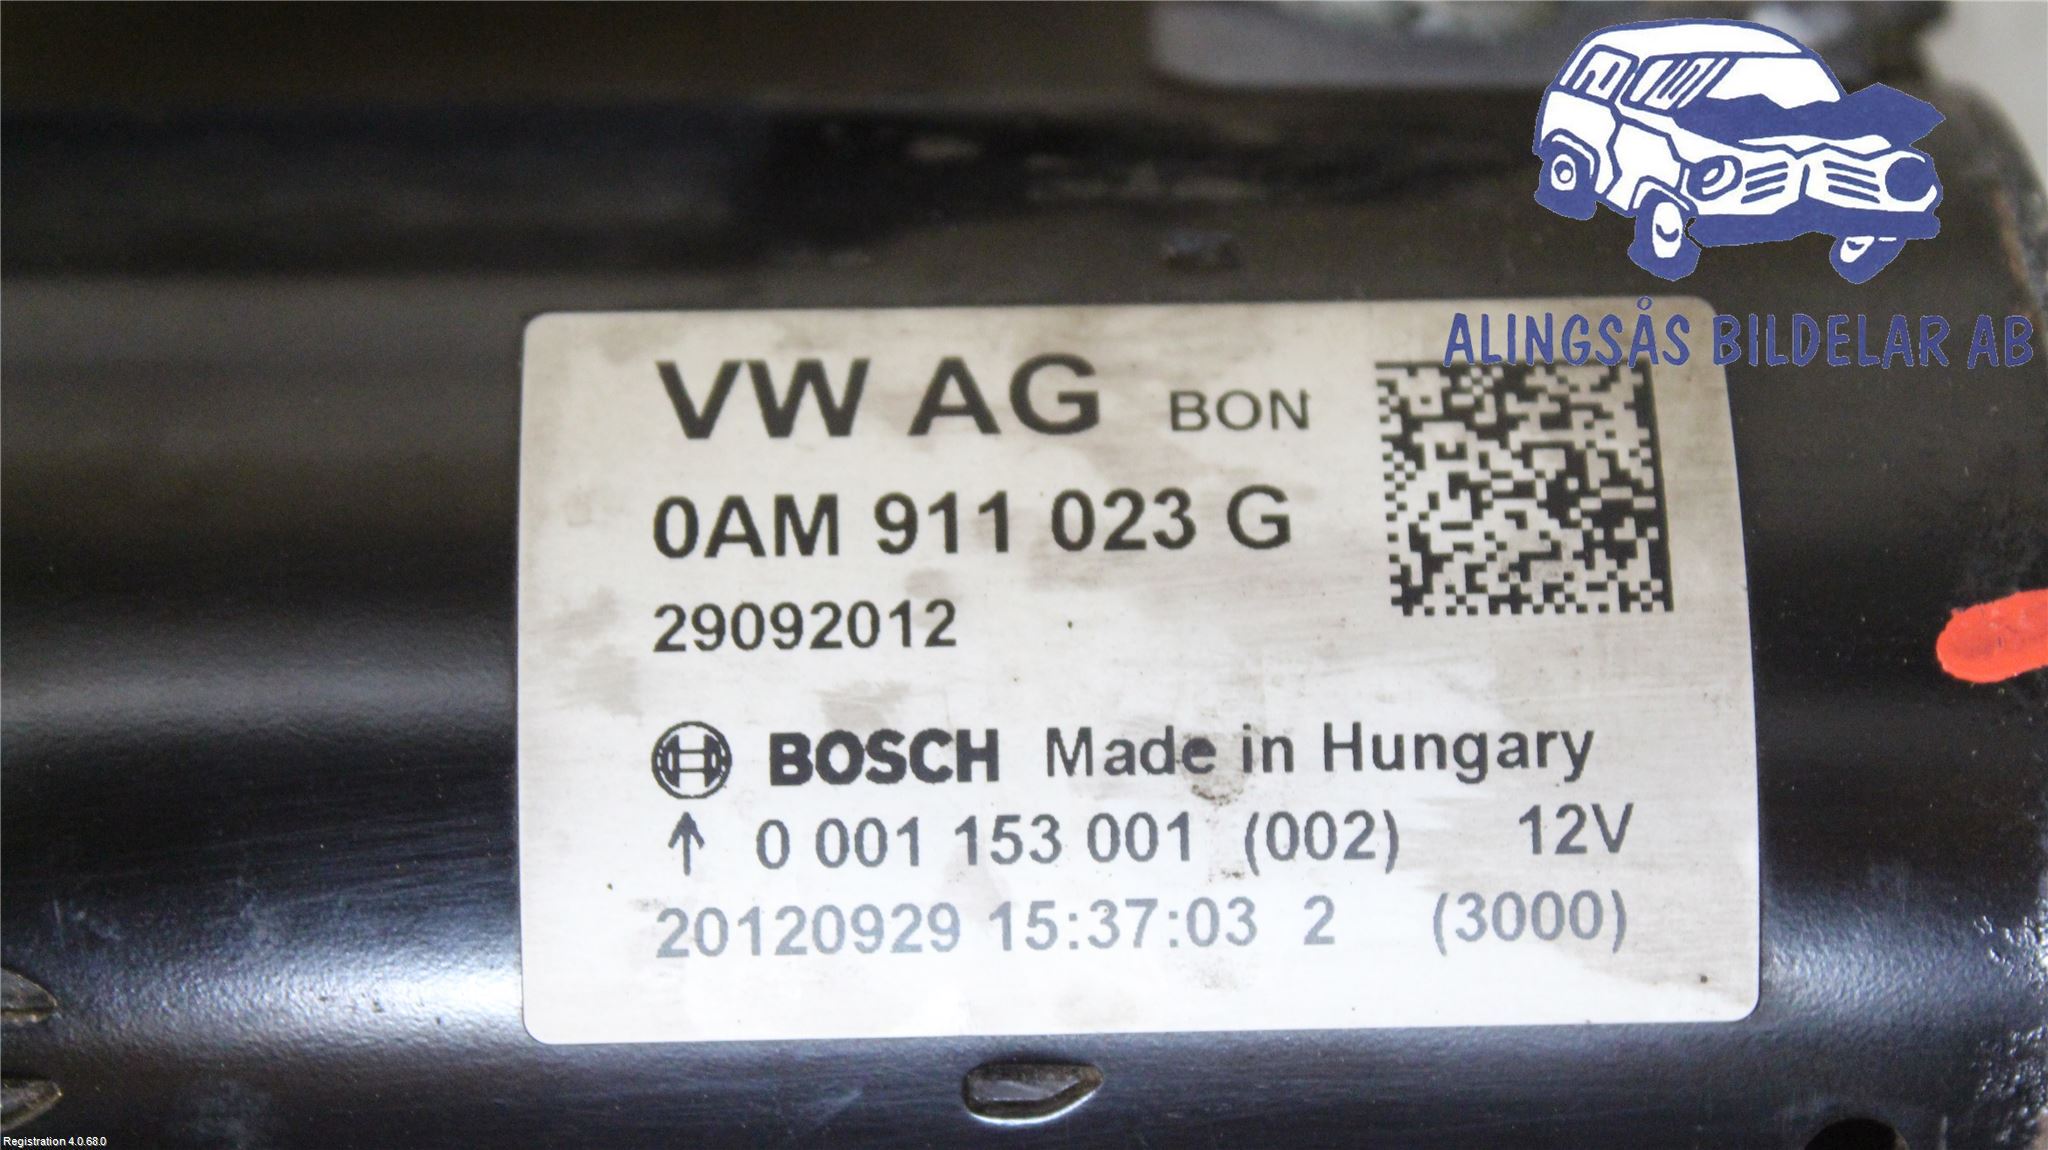 ALINGSÅS BILDELAR AB
VW AG BON
0AM 911 023 G
29092012
BOSCH Made in Hungary
↑ 0 001 153 001 (002) 12V
20120929 15:37:03 2 (3000)
Registration 4.0.68.0